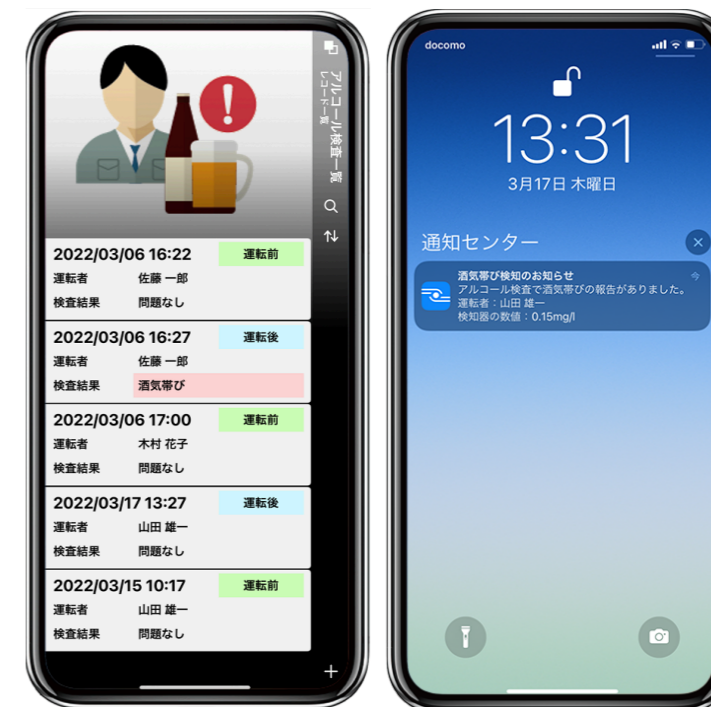 アルコール検査一覧
レコード一覧
2022/03/06 16:22 運転前
運転者 佐藤 一郎
検査結果 問題なし
2022/03/06 16:27 運転後
運転者 佐藤 一郎
検査結果 酒気帯び
2022/03/06 17:00 運転前
運転者 木村 花子
検査結果 問題なし
2022/03/17 13:27 運転後
運転者 山田 雄一
検査結果 問題なし
2022/03/15 10:17 運転前
運転者 山田 雄一
検査結果 問題なし
docomo
13:31
3月17日 木曜日
通知センター
酒気帯び検知のお知らせ 今
アルコール検査で酒気帯びの報告がありました。
運転者：山田 雄一
検知器の数値：0.15mg/l